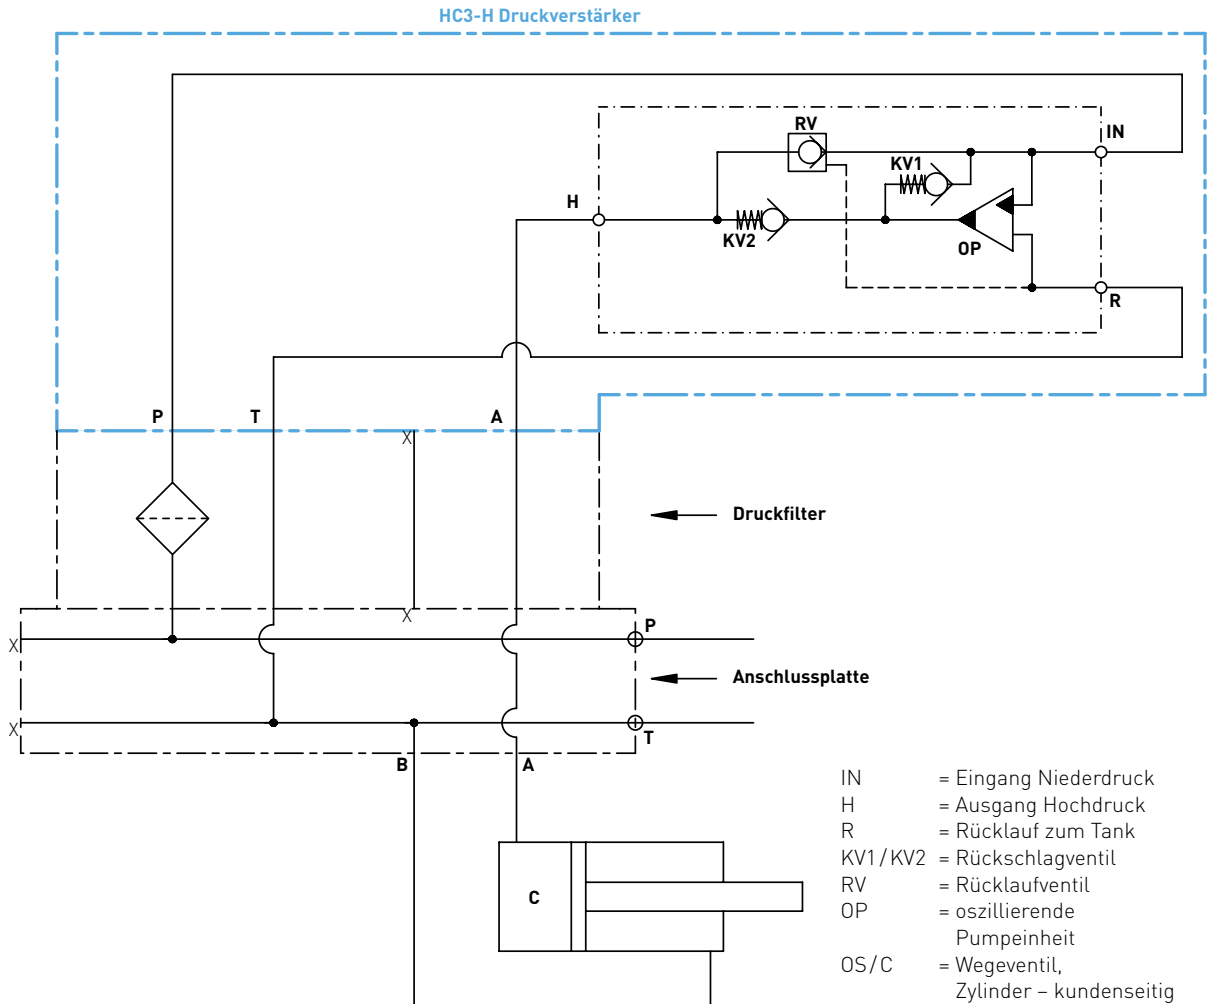 HC3-H Druckverstärker
RV
IN
KV1
H
KV2
OP
R
P
T
A
X
Druckfilter
X
P
X
Anschlussplatte
X
T
B
A
C
IN = Eingang Niederdruck
H = Ausgang Hochdruck
R = Rücklauf zum Tank
KV1/KV2 = Rückschlagventil
RV = Rücklaufventil
OP = oszillierende
Pumpeinheit
OS/C = Wegeventil,
Zylinder – kundenseitig